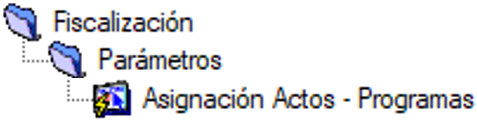 Fiscalización
Parámetros
Asignación Actos - Programas